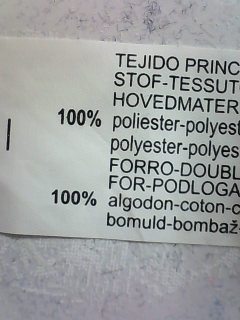 TEJIDO PRINC
STOF-TESSUT
HOVEDMATER
100% poliester-polyest
polyester-polyes
FORRO-DOUBL
FOR-PODLOGA
100% algodon-coton-c
bomuld-bombaž-